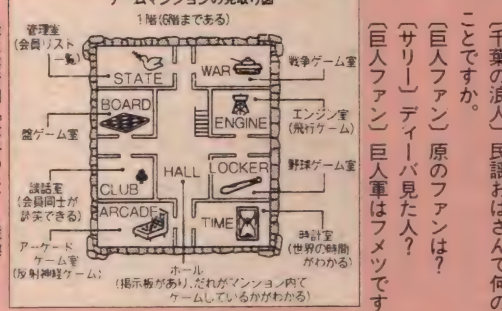 ゲームマンションの見取り図
1階(6階まである)
管理室
(会員リスト
一覧)
STATE
WAR
戦争ゲーム室
BOARD
盤ゲーム室
ENGINE
エンジン室
(飛行ゲーム)
談話室
(会員同士が
談笑できる)
CLUB
HALL
LOCKER
野球ゲーム室
ARCADE
アーケード
ゲーム室
(反射神経ゲーム)
TIME
時計室
(世界の時間
がわかる)
ホール
(掲示板があり、だれがマンション内で
ゲームしているかがわかる)
〔千葉の浪人〕民謡はさんで何の
ことですか。
〔巨人ファン〕原のファンは?
〔サリー〕ディーバ見た人?
〔巨人ファン〕巨人軍はフメツです